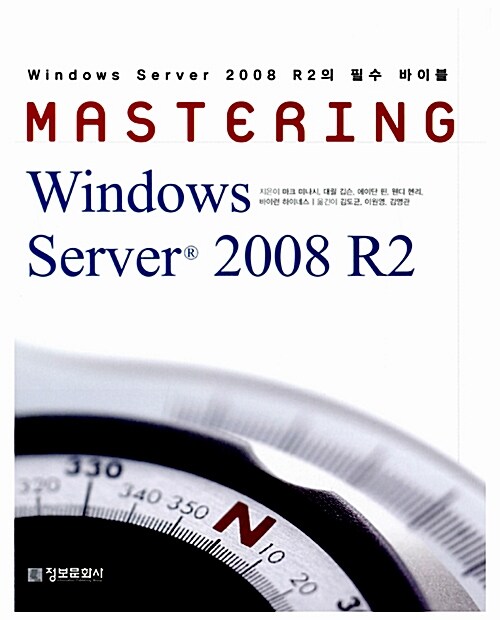 Windows Server 2008 R2의 필수 바이블
MASTERING
Windows
지은이 마크 미나시, 대럴 깁슨, 에이단 핀, 웬디 헨리,
바이런 하이네스 | 옮긴이 김도균, 이원영, 김명관
Server® 2008 R2
320 330 340 350 N 10 20 30
정보문화사